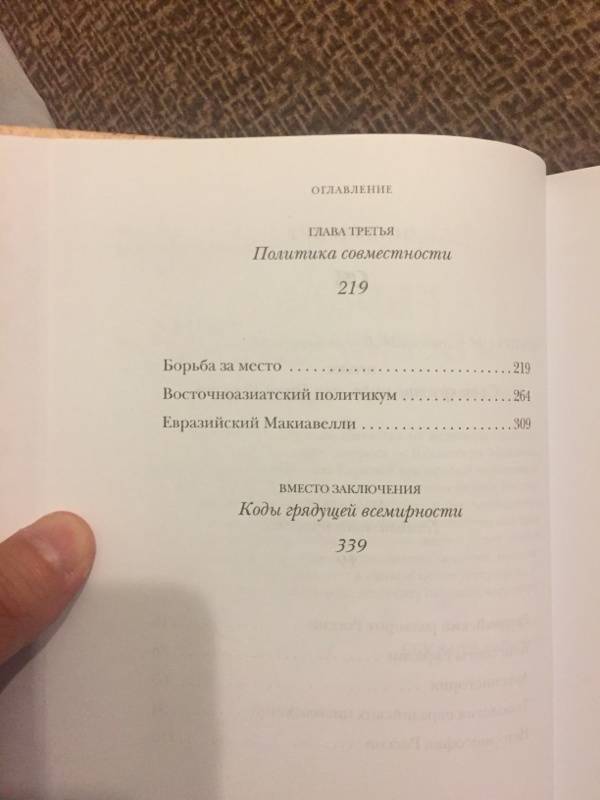 ОГЛАВЛЕНИЕ
ГЛАВА ТРЕТЬЯ
Политика совместности
219
Борьба за место ............................. 219
Восточноазиатский политикум .............. 264
Евразийский Макиавелли ................... 309
ВМЕСТО ЗАКЛЮЧЕНИЯ
Коды грядущей всемирности
339